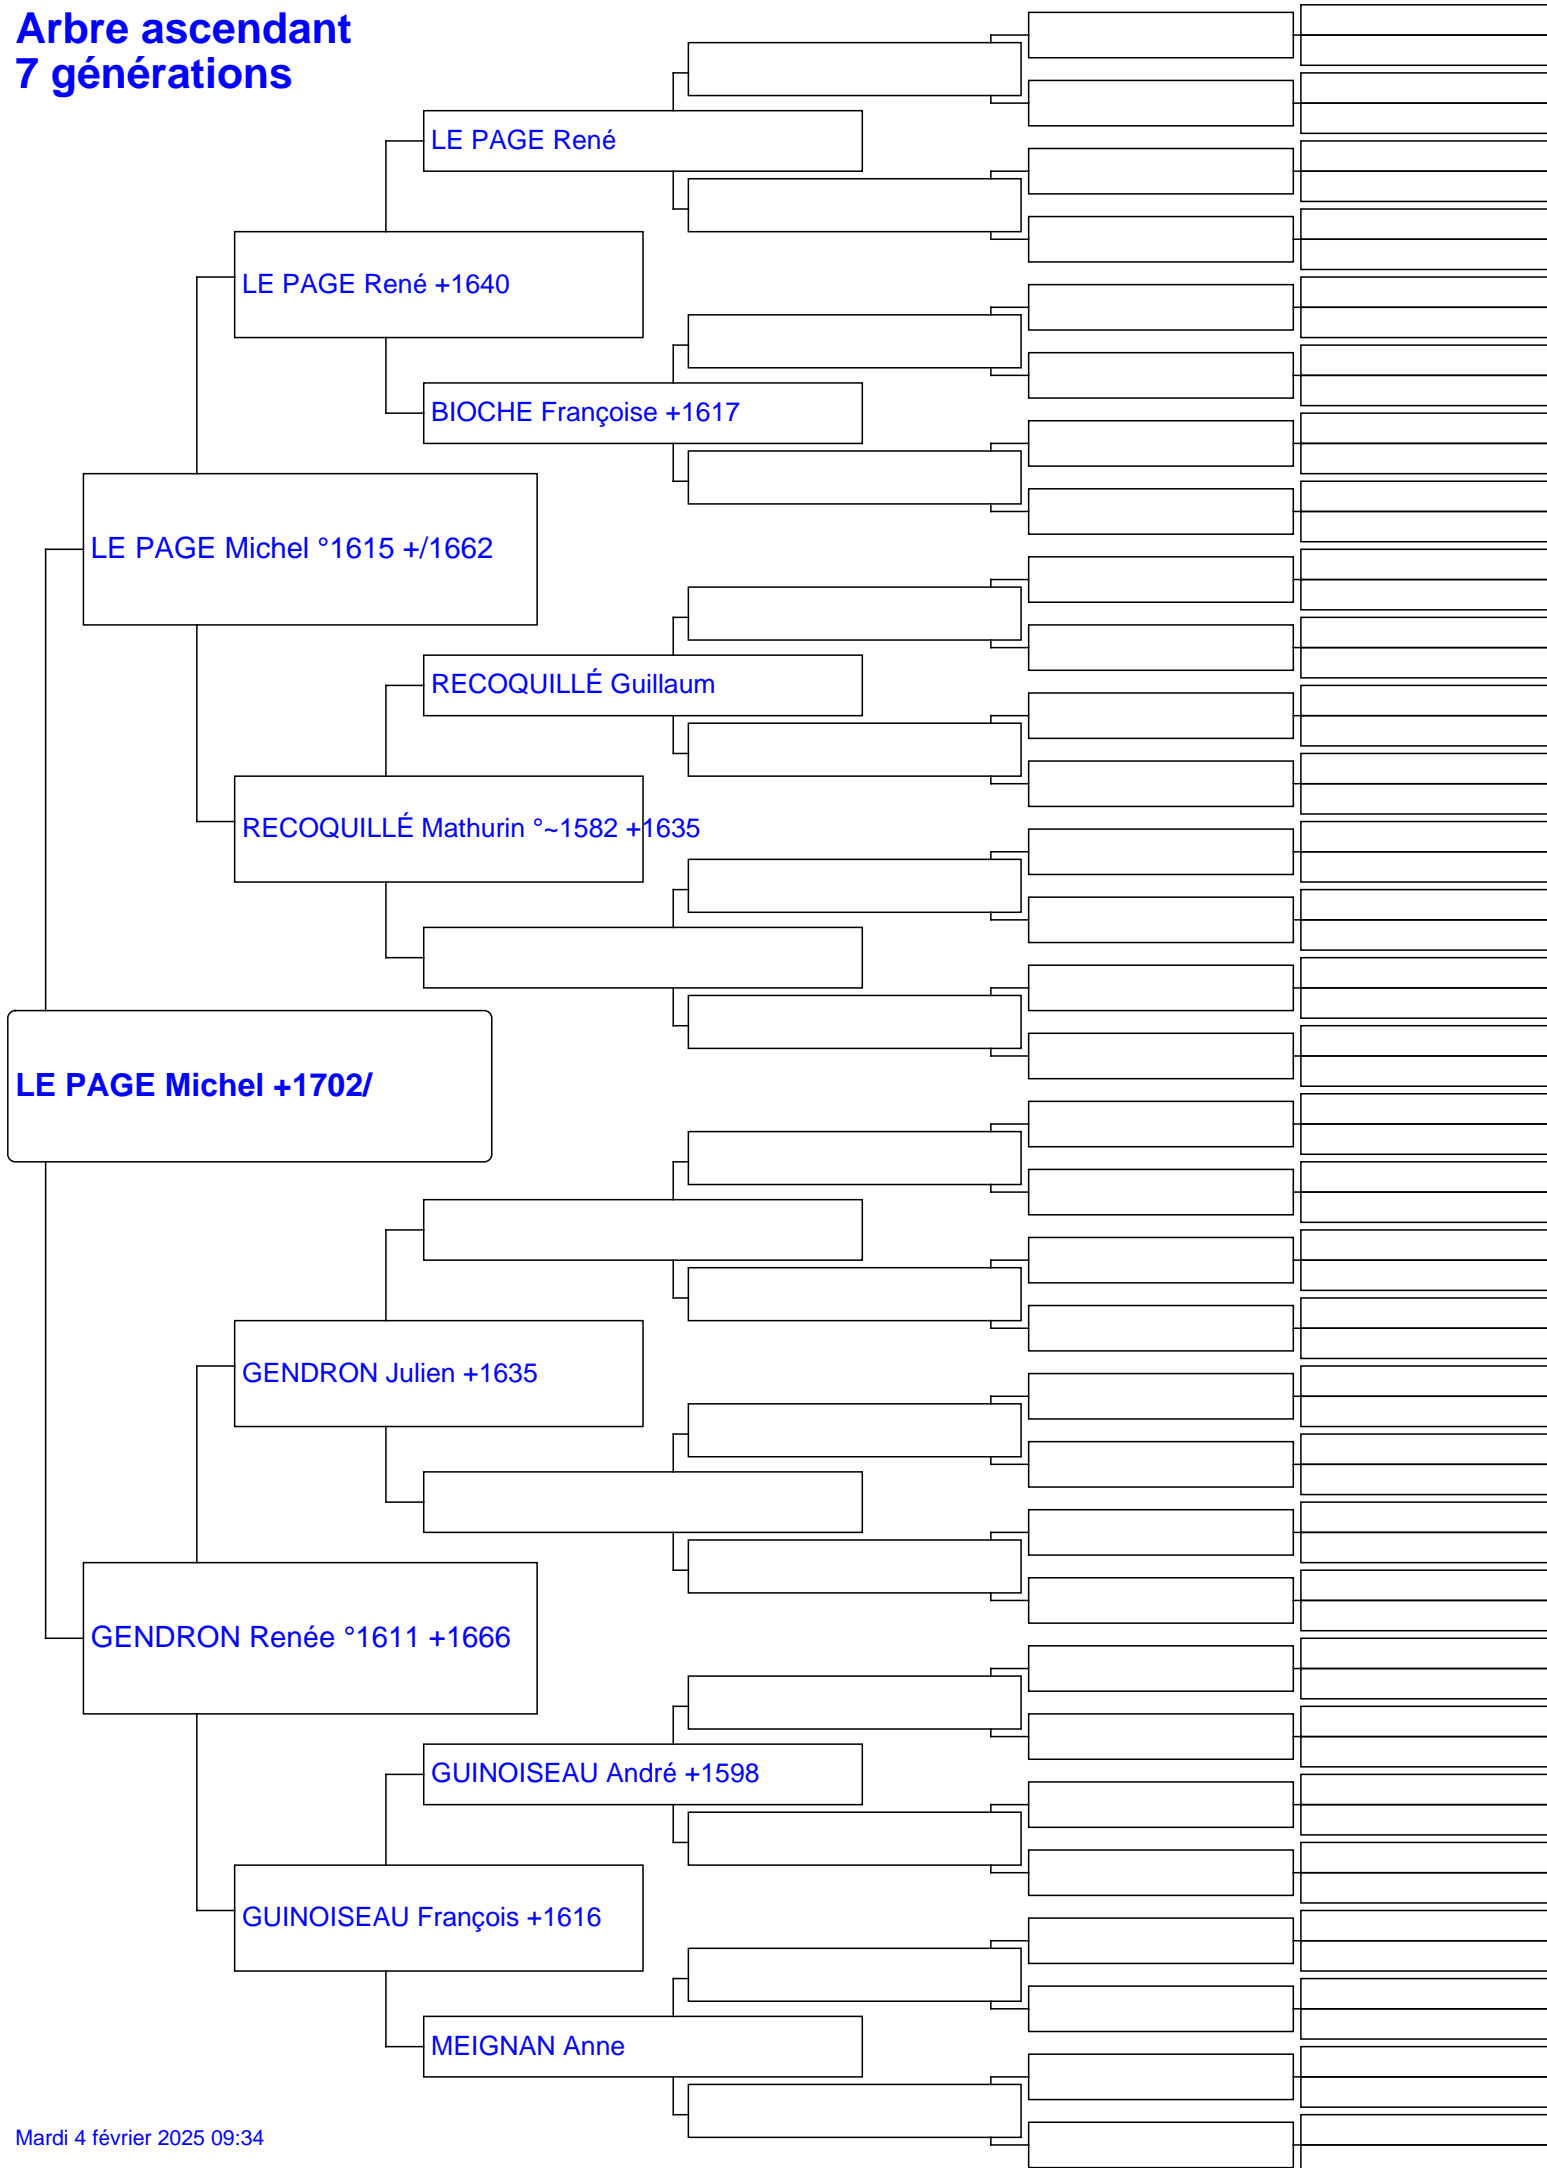 Arbre ascendant
7 générations
LE PAGE René
LE PAGE René +1640
BIOCHE Françoise +1617
LE PAGE Michel °1615 +/1662
RECOQUILLÉ Guillaum
RECOQUILLÉ Mathurin °~1582 +1635
LE PAGE Michel +1702/
GENDRON Julien +1635
GENDRON Renée °1611 +1666
GUINOISEAU André +1598
GUINOISEAU François +1616
MEIGNAN Anne
Mardi 4 février 2025 09:34